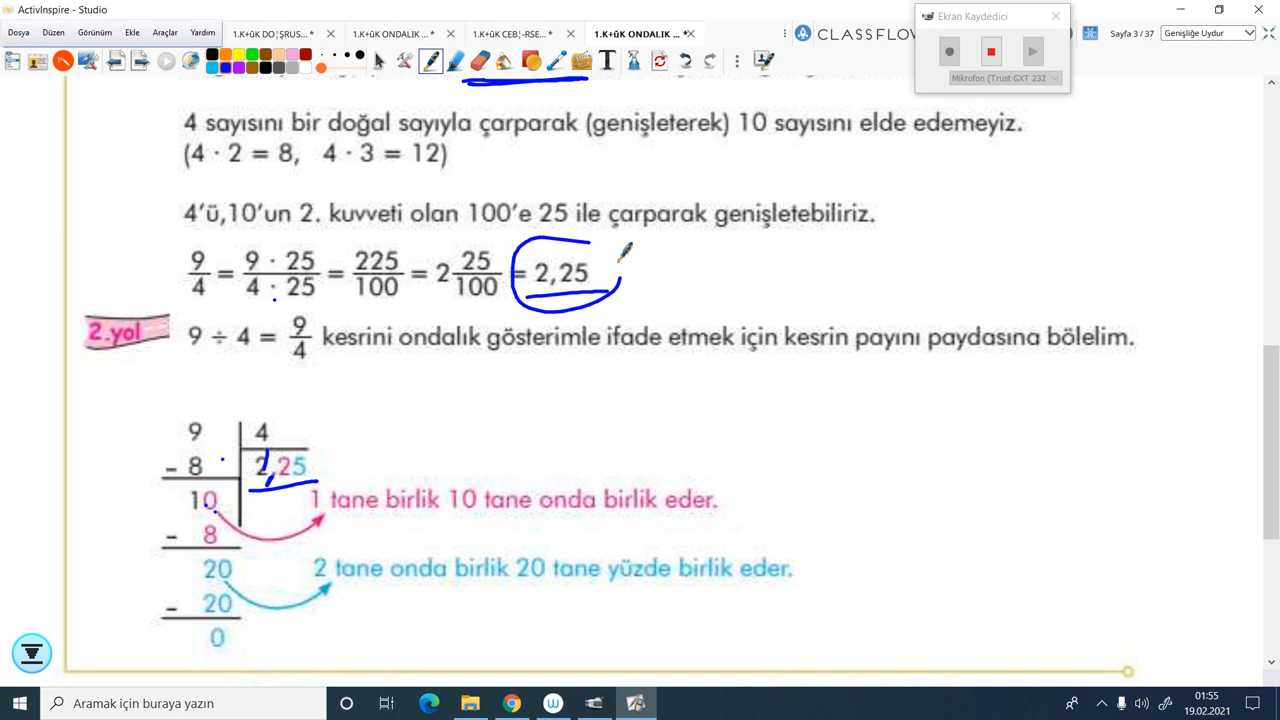 ActivInspire - Studio
Dosya Düzen Görünüm Ekle Araçlar Yardım
1.K+ûK DO¦ŞRUS...* 1.K+ûK ONDALIK ...* 1.K+ûK CEB¦-RSE...* 1.K+ûK ONDALIK ...*
CLASSFLOW
Sayfa 3 / 37
Genişliğe Uydur
Ekran Kaydedici
Mikrofon (Trust GXT 232
4 sayısını bir doğal sayıyla çarparak (genişleterek) 10 sayısını elde edemeyiz.
(4 · 2 = 8, 4 · 3 = 12)
4'ü,10'un 2. kuvveti olan 100'e 25 ile çarparak genişletebiliriz.
9/4 = 9 · 25/4 · 25 = 225/100 = 2 25/100 = 2,25
2.yol
9 ÷ 4 = 9/4 kesrini ondalık gösterimle ifade etmek için kesrin payını paydasına bölelim.
9 4
- 8 2,25
10 1 tane birlik 10 tane onda birlik eder.
- 8
20 2 tane onda birlik 20 tane yüzde birlik eder.
- 20
0
Aramak için buraya yazın
01:55
19.02.2021